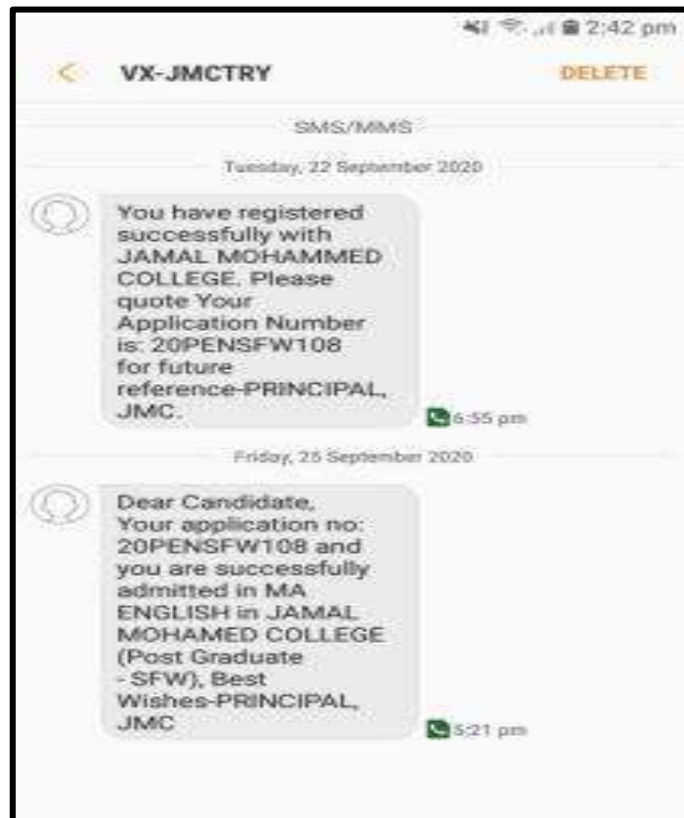 2:42 pm
VX-JMCTRY DELETE
SMS/MMS
Tuesday, 22 September 2020
You have registered
successfully with
JAMAL MOHAMMED
COLLEGE. Please
quote Your
Application Number
is: 20PENSFW108
for future
reference-PRINCIPAL,
JMC.
6:55 pm
Friday, 25 September 2020
Dear Candidate,
Your application no:
20PENSFW108 and
you are successfully
admitted in MA
ENGLISH in JAMAL
MOHAMED COLLEGE
(Post Graduate
- SFW), Best
Wishes-PRINCIPAL,
JMC
5:21 pm